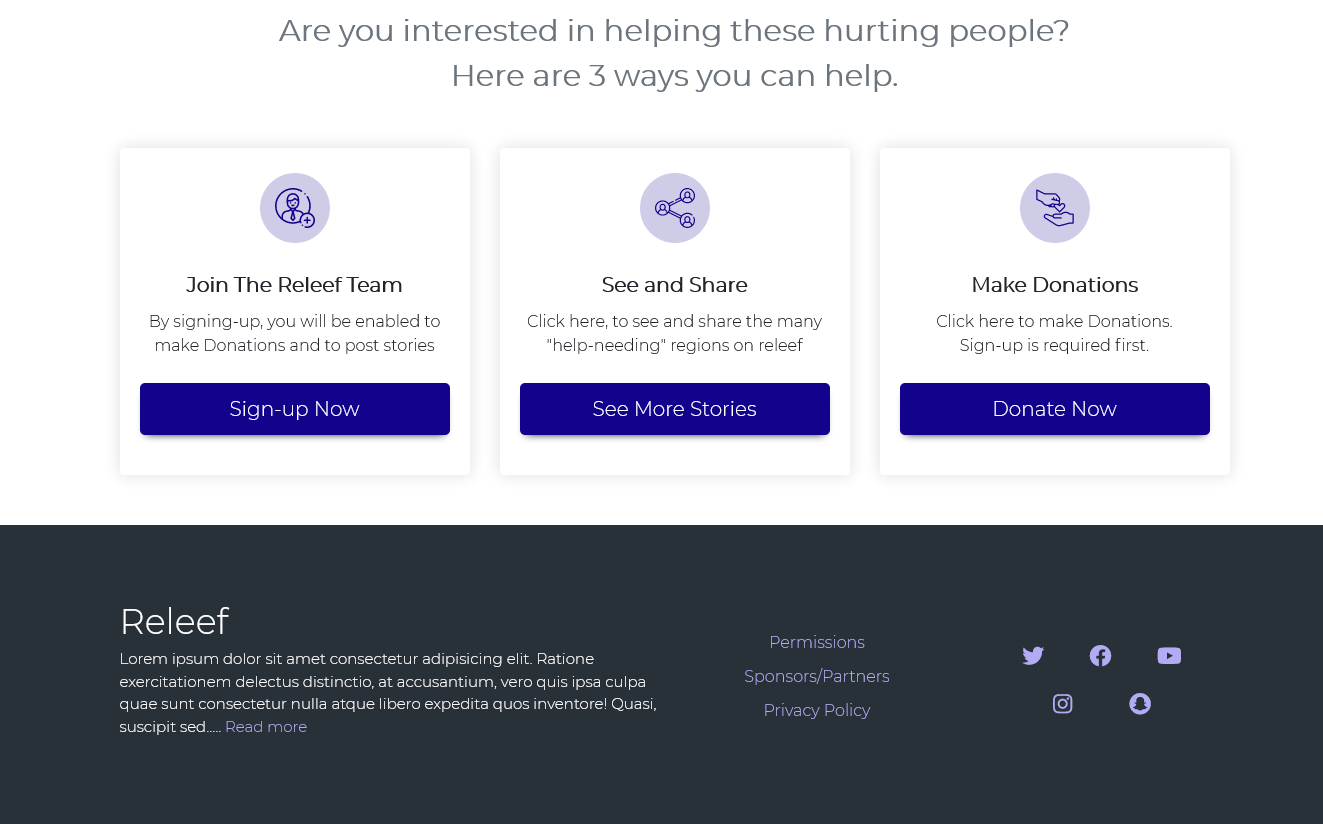 Are you interested in helping these hurting people?
Here are 3 ways you can help.
Join The Releef Team
By signing-up, you will be enabled to
make Donations and to post stories
Sign-up Now
See and Share
Click here, to see and share the many
"help-needing" regions on releef
See More Stories
Make Donations
Click here to make Donations.
Sign-up is required first.
Donate Now
Releef
Lorem ipsum dolor sit amet consectetur adipisicing elit. Ratione
exercitationem delectus distinctio, at accusantium, vero quis ipsa culpa
quae sunt consectetur nulla atque libero expedita quos inventore! Quasi,
suscipit sed..... Read more
Permissions
Sponsors/Partners
Privacy Policy